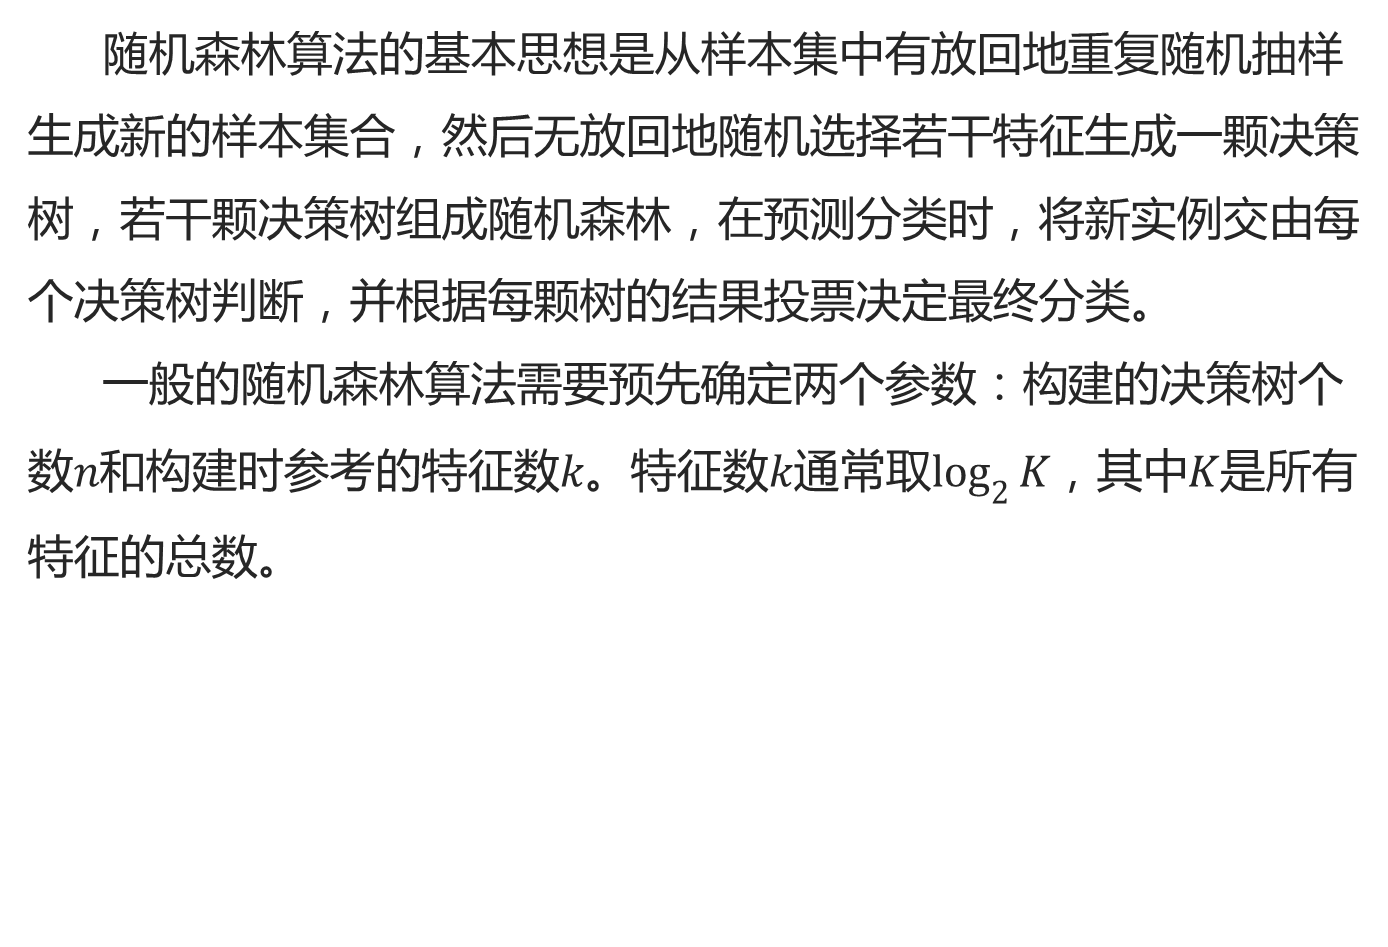 随机森林算法的基本思想是从样本集中有放回地重复随机抽样
生成新的样本集合，然后无放回地随机选择若干特征生成一颗决策
树，若干颗决策树组成随机森林，在预测分类时，将新实例交由每
个决策树判断，并根据每颗树的结果投票决定最终分类。
一般的随机森林算法需要预先确定两个参数：构建的决策树个
数n和构建时参考的特征数k。特征数k通常取log₂ K，其中K是所有
特征的总数。